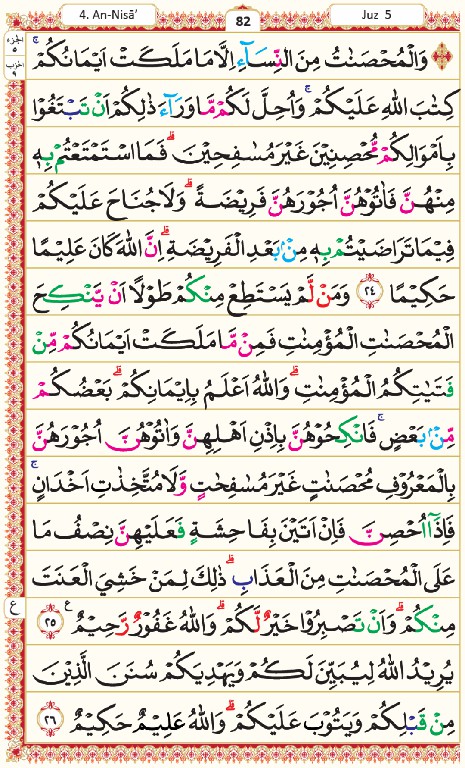 4. An-Nisā’
82
Juz 5
الجزء ٥
الحزب ٩
وَالْمُحْصَنٰتُ مِنَ النِّسَآءِ اِلَّا مَا مَلَكَتْ اَيْمَانُكُمْ ۚ
كِتٰبَ اللّٰهِ عَلَيْكُمْ ۚ وَاُحِلَّ لَكُمْ مَّا وَرَآءَ ذٰلِكُمْ اَنْ تَبْتَغُوْا
بِاَمْوَالِكُمْ مُّحْصِنِيْنَ غَيْرَ مُسٰفِحِيْنَ ۗ فَمَا اسْتَمْتَعْتُمْ بِهٖ
مِنْهُنَّ فَاٰتُوْهُنَّ اُجُوْرَهُنَّ فَرِيْضَةً ۗ وَلَا جُنَاحَ عَلَيْكُمْ
فِيْمَا تَرَاضَيْتُمْ بِهٖ مِنْۢ بَعْدِ الْفَرِيْضَةِ ۗ اِنَّ اللّٰهَ كَانَ عَلِيْمًا
حَكِيْمًا ٢٤ وَمَنْ لَّمْ يَسْتَطِعْ مِنْكُمْ طَوْلًا اَنْ يَّنْكِحَ
الْمُحْصَنٰتِ الْمُؤْمِنٰتِ فَمِنْ مَّا مَلَكَتْ اَيْمَانُكُمْ مِّنْ
فَتَيٰتِكُمُ الْمُؤْمِنٰتِ ۗ وَاللّٰهُ اَعْلَمُ بِاِيْمَانِكُمْ ۗ بَعْضُكُمْ
مِّنْۢ بَعْضٍ ۚ فَانْكِحُوْهُنَّ بِاِذْنِ اَهْلِهِنَّ وَاٰتُوْهُنَّ اُجُوْرَهُنَّ
بِالْمَعْرُوْفِ مُحْصَنٰتٍ غَيْرَ مُسٰفِحٰتٍ وَّلَا مُتَّخِذٰتِ اَخْدَانٍ ۚ
فَاِذَآ اُحْصِنَّ فَاِنْ اَتَيْنَ بِفَاحِشَةٍ فَعَلَيْهِنَّ نِصْفُ مَا
عَلَى الْمُحْصَنٰتِ مِنَ الْعَذَابِ ۗ ذٰلِكَ لِمَنْ خَشِيَ الْعَنَتَ
مِنْكُمْ ۗ وَاَنْ تَصْبِرُوْا خَيْرٌ لَّكُمْ ۗ وَاللّٰهُ غَفُوْرٌ رَّحِيْمٌ ع ٢٥ ع
يُرِيْدُ اللّٰهُ لِيُبَيِّنَ لَكُمْ وَيَهْدِيَكُمْ سُنَنَ الَّذِيْنَ
مِنْ قَبْلِكُمْ وَيَتُوْبَ عَلَيْكُمْ ۗ وَاللّٰهُ عَلِيْمٌ حَكِيْمٌ ٢٦